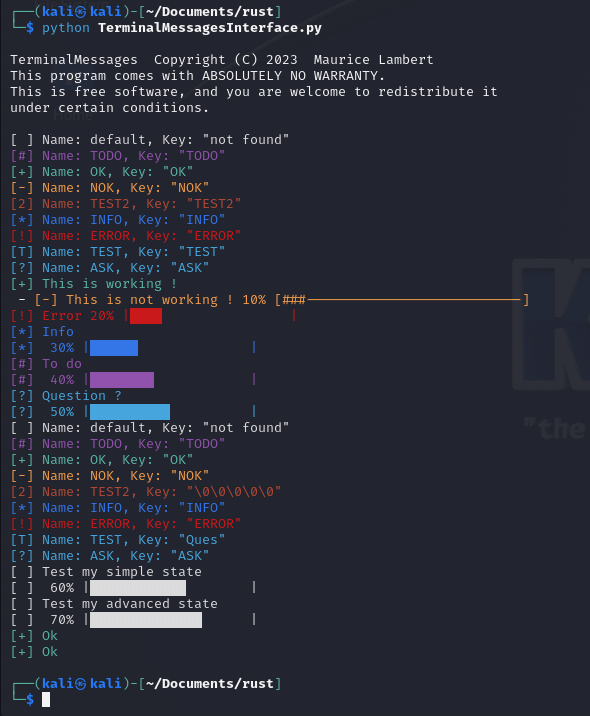 ┌──(kali㉿kali)-[~/Documents/rust]
└─$ python TerminalMessagesInterface.py

TerminalMessages  Copyright (C) 2023  Maurice Lambert
This program comes with ABSOLUTELY NO WARRANTY.
This is free software, and you are welcome to redistribute it
under certain conditions.
Home

[ ] Name: default, Key: "not found"
[#] Name: TODO, Key: "TODO"
[+] Name: OK, Key: "OK"
[-] Name: NOK, Key: "NOK"
[2] Name: TEST2, Key: "TEST2"
[*] Name: INFO, Key: "INFO"
[!] Name: ERROR, Key: "ERROR"
[T] Name: TEST, Key: "TEST"
[?] Name: ASK, Key: "ASK"
[+] This is working !
 - [-] This is not working ! 10% [###---------------------------]
[!] Error 20% |████                |
[*] Info
[*]  30% |██████              |
[#] To do
[#]  40% |████████            |
[?] Question ?
[?]  50% |██████████          |
[ ] Name: default, Key: "not found"
"the
[#] Name: TODO, Key: "TODO"
[+] Name: OK, Key: "OK"
[-] Name: NOK, Key: "NOK"
[2] Name: TEST2, Key: "\0\0\0\0\0"
[*] Name: INFO, Key: "INFO"
[!] Name: ERROR, Key: "ERROR"
[T] Name: TEST, Key: "Ques"
[?] Name: ASK, Key: "ASK"
[ ] Test my simple state
[ ]  60% |████████████        |
[ ] Test my advanced state
[ ]  70% |██████████████      |
[+] Ok
[+] Ok

┌──(kali㉿kali)-[~/Documents/rust]
└─$